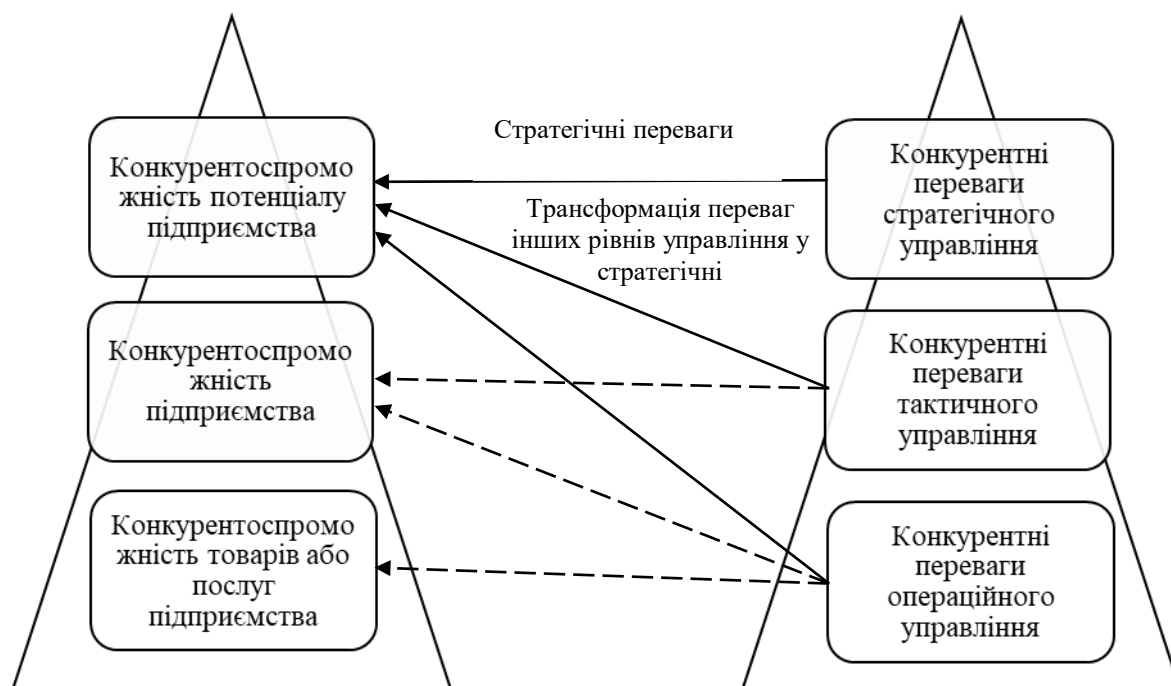 Стратегічні переваги
Конкурентоспромо
жність потенціалу
підприємства
Конкурентні
переваги
стратегічного
управління
Трансформація переваг
інших рівнів управління у
стратегічні
Конкурентоспромо
жність
підприємства
Конкурентні
переваги
тактичного
управління
Конкурентоспромо
жність товарів або
послуг
підприємства
Конкурентні
переваги
операційного
управління